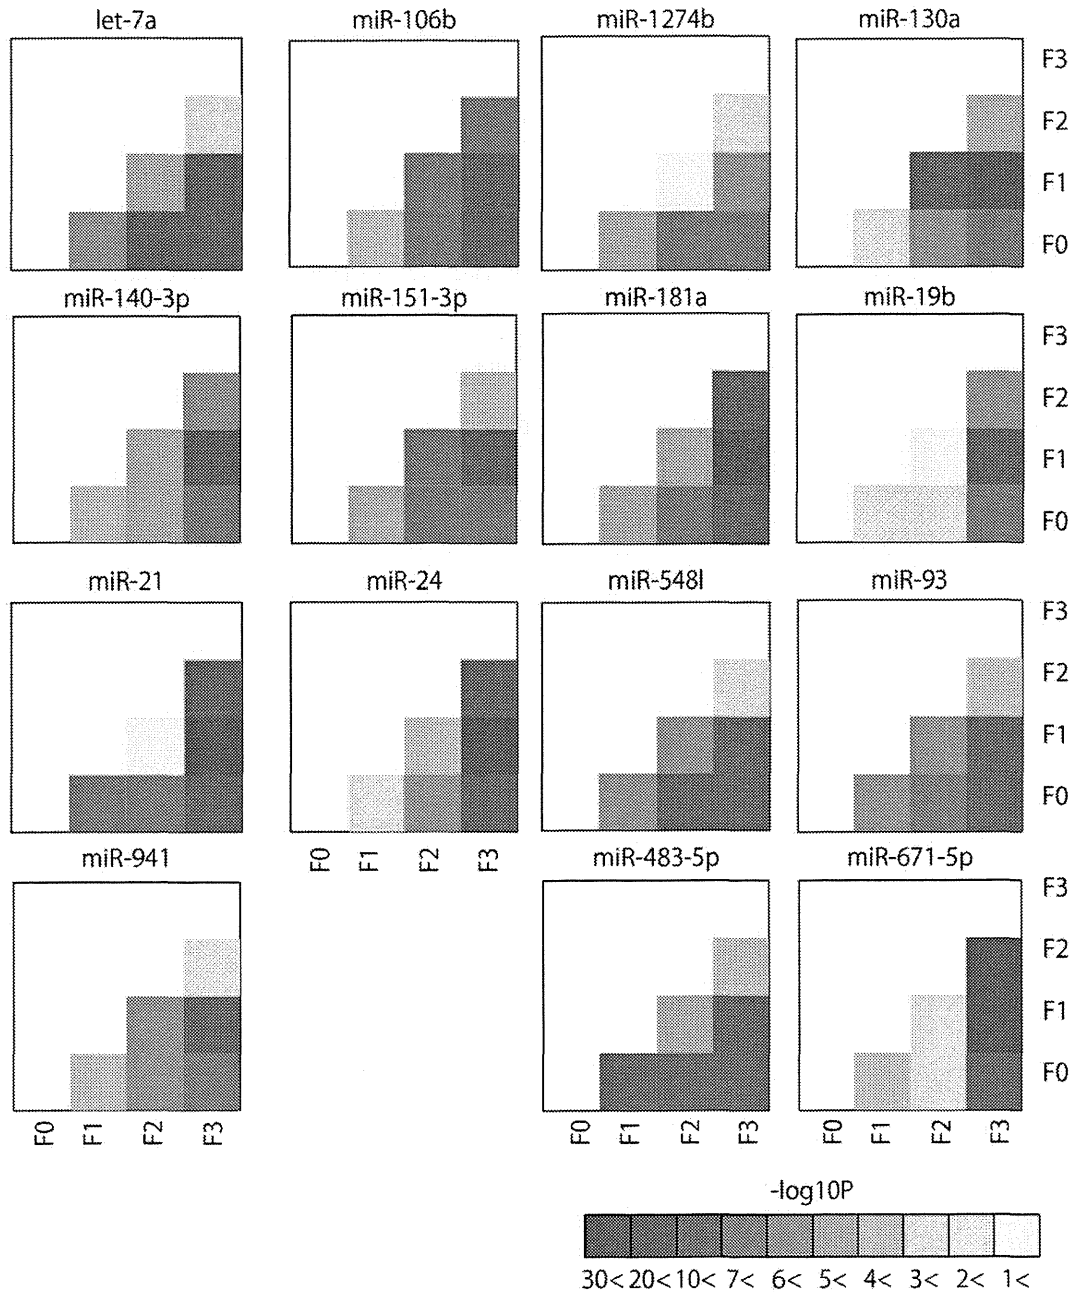 let-7a miR-106b miR-1274b miR-130a
F3
F2
F1
F0
miR-140-3p miR-151-3p miR-181a miR-19b
F3
F2
F1
F0
miR-21 miR-24 miR-548l miR-93
F3
F2
F1
F0
F0 F1 F2 F3
miR-941 miR-483-5p miR-671-5p
F3
F2
F1
F0
F0 F1 F2 F3 F0 F1 F2 F3 F0 F1 F2 F3
-log10P
30< 20< 10< 7< 6< 5< 4< 3< 2< 1<